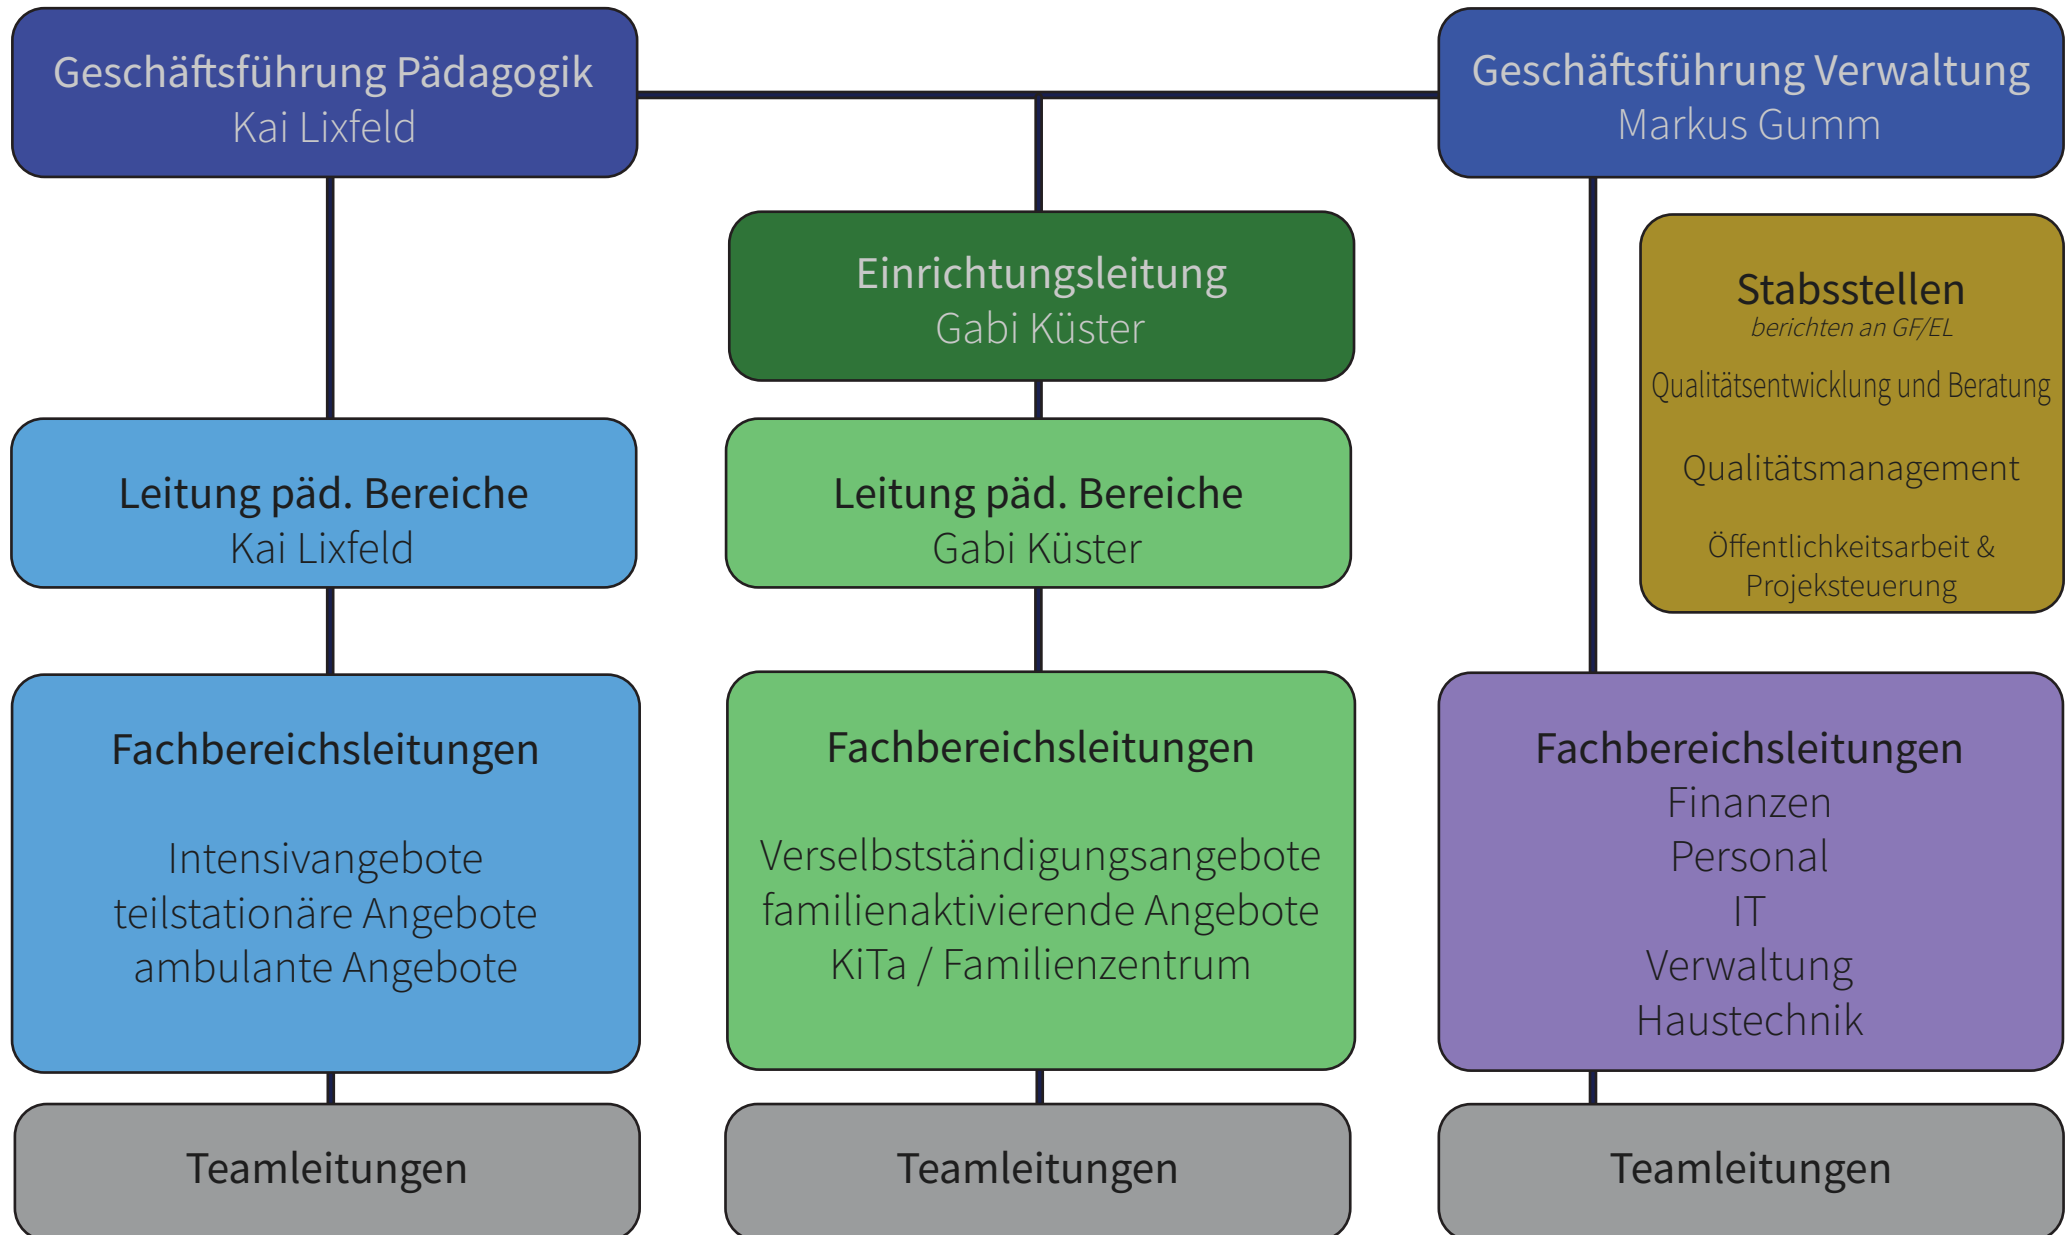 Geschäftsführung Pädagogik
Kai Lixfeld
Geschäftsführung Verwaltung
Markus Gumm
Einrichtungsleitung
Gabi Küster
Stabsstellen
berichten an GF/EL
Qualitätsentwicklung und Beratung
Qualitätsmanagement
Öffentlichkeitsarbeit &
Projeksteuerung
Leitung päd. Bereiche
Kai Lixfeld
Leitung päd. Bereiche
Gabi Küster
Fachbereichsleitungen
Intensivangebote
teilstationäre Angebote
ambulante Angebote
Fachbereichsleitungen
Verselbstständigungsangebote
familienaktivierende Angebote
KiTa / Familienzentrum
Fachbereichsleitungen
Finanzen
Personal
IT
Verwaltung
Haustechnik
Teamleitungen
Teamleitungen
Teamleitungen